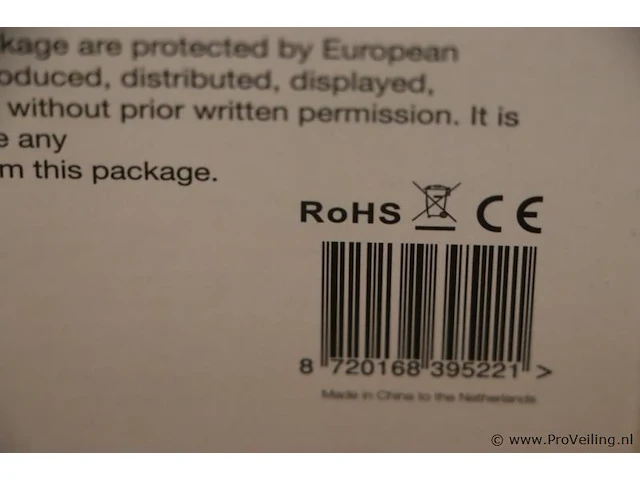 kage are protected by European
oduced, distributed, displayed,
without prior written permission. It is
e any
m this package.
RoHS CE
8 720168 395221 >
Made in China to the Netherlands
© www.ProVeiling.nl